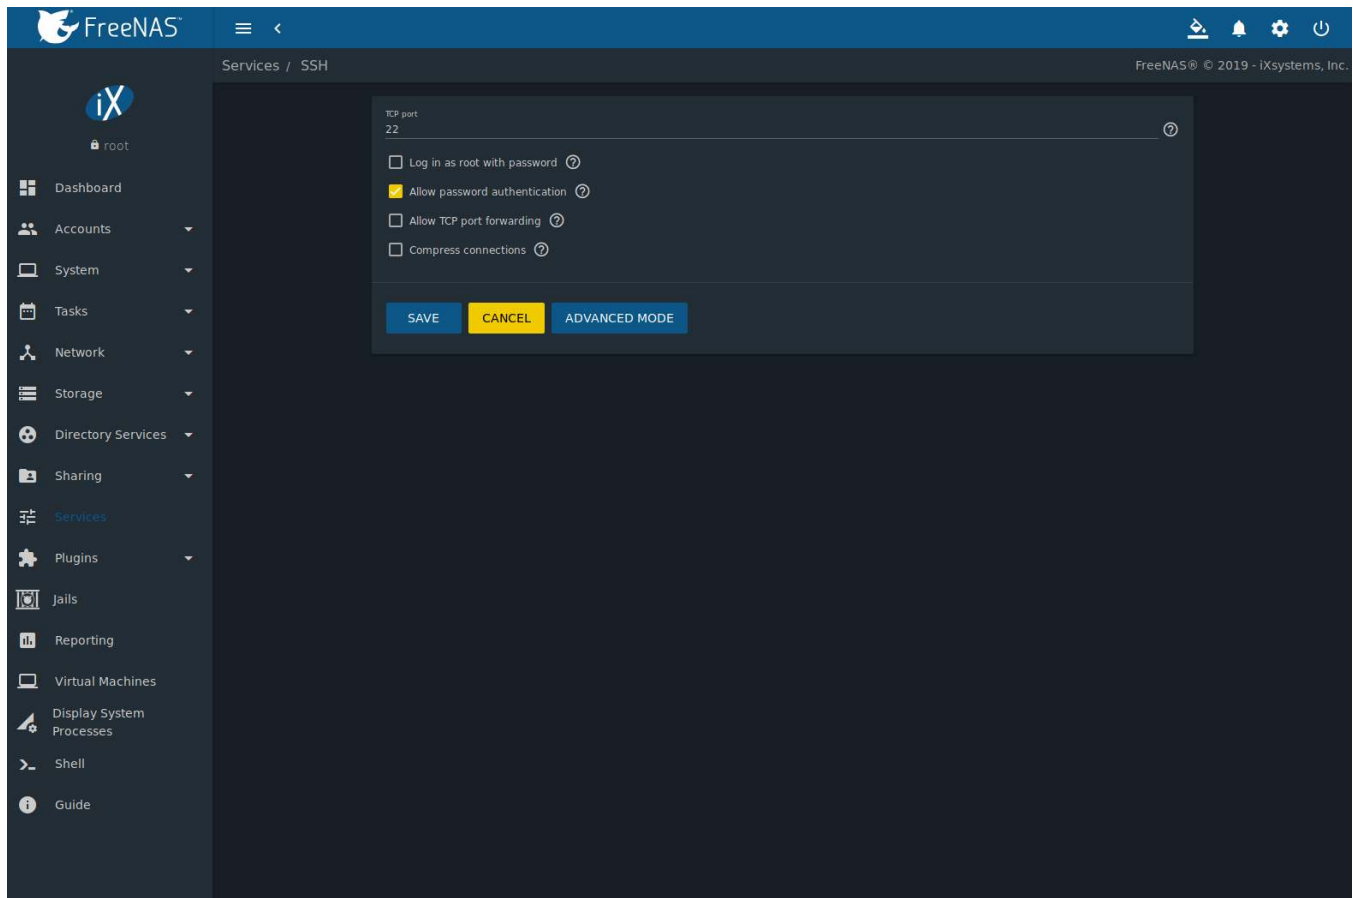 FreeNAS
Services / SSH
FreeNAS® © 2019 - iXsystems, Inc.
iX
root
Dashboard
Accounts
System
Tasks
Network
Storage
Directory Services
Sharing
Services
Plugins
Jails
Reporting
Virtual Machines
Display System
Processes
Shell
Guide
TCP port
22
Log in as root with password
Allow password authentication
Allow TCP port forwarding
Compress connections
SAVE CANCEL ADVANCED MODE